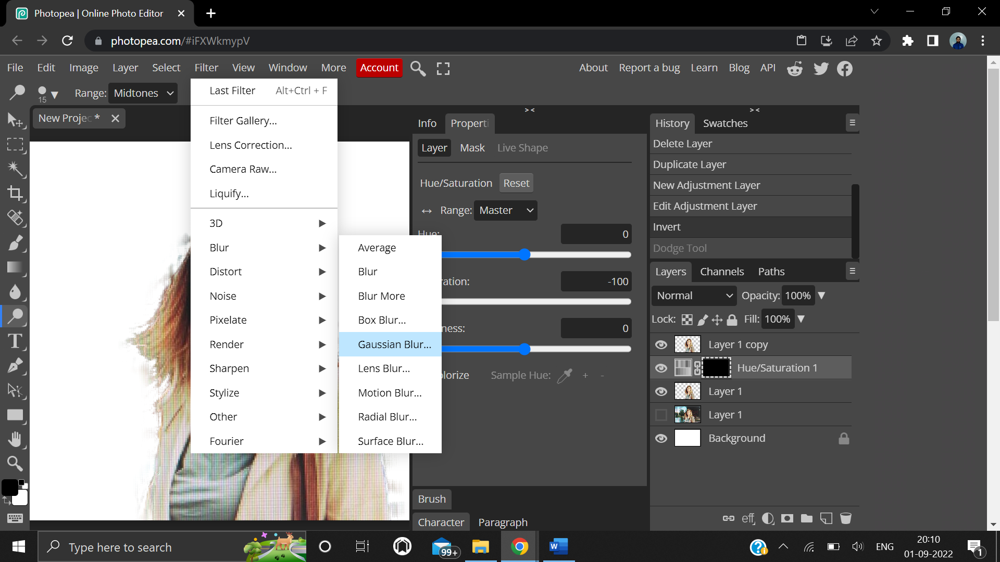 Photopea | Online Photo Editor
photopea.com/#iFXWkmypV
File Edit Image Layer Select Filter View Window More Account About Report a bug Learn Blog API
15 Range: Midtones
New Projec *
Last Filter Alt+Ctrl + F
Filter Gallery...
Lens Correction...
Camera Raw...
Liquify...
3D
Blur
Distort
Noise
Pixelate
Render
Sharpen
Stylize
Other
Fourier
Average
Blur
Blur More
Box Blur...
Gaussian Blur...
Lens Blur...
Motion Blur...
Radial Blur...
Surface Blur...
> <
Info Properti
Layer Mask Live Shape
Hue/Saturation Reset
Range: Master
Hue: 0
ration: -100
ness: 0
olorize Sample Hue: + -
Brush
Character Paragraph
> <
History Swatches
Delete Layer
Duplicate Layer
New Adjustment Layer
Edit Adjustment Layer
Invert
Dodge Tool
Layers Channels Paths
Normal Opacity: 100%
Lock: Fill: 100%
Layer 1 copy
Hue/Saturation 1
Layer 1
Layer 1
Background
eff
Type here to search
99+
W
ENG
20:10
01-09-2022
1